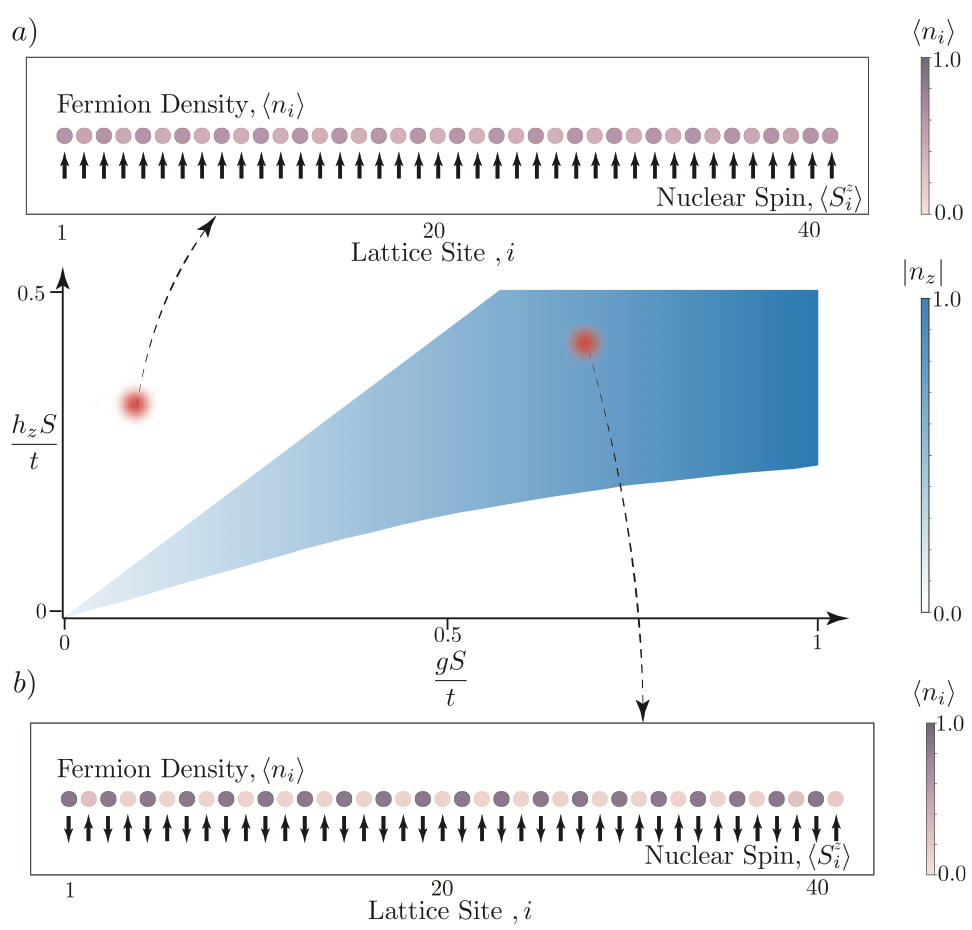 a)
⟨n_i⟩
1.0
0.0
Fermion Density, ⟨n_i⟩
Nuclear Spin, ⟨S_i^z⟩
1 20 40
Lattice Site , i
|n_z|
1.0
0.0
0.5
h_z S / t
0
0 0.5 1
gS / t
b)
⟨n_i⟩
1.0
0.0
Fermion Density, ⟨n_i⟩
Nuclear Spin, ⟨S_i^z⟩
1 20 40
Lattice Site , i